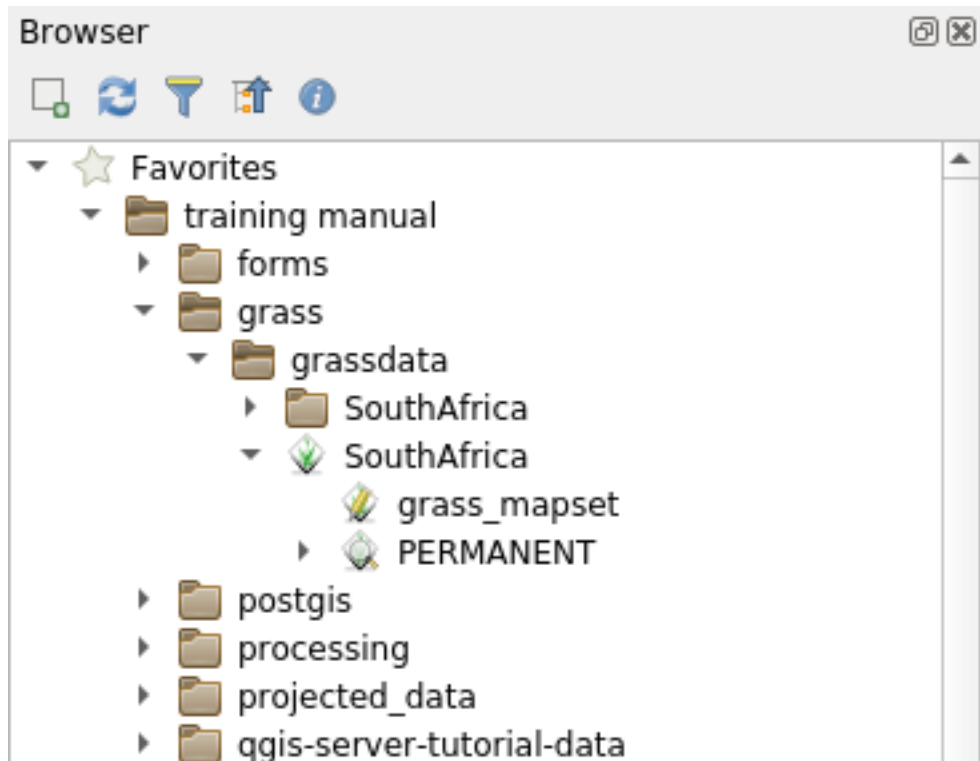 Browser
Favorites
training manual
forms
grass
grassdata
SouthAfrica
SouthAfrica
grass_mapset
PERMANENT
postgis
processing
projected_data
qgis-server-tutorial-data